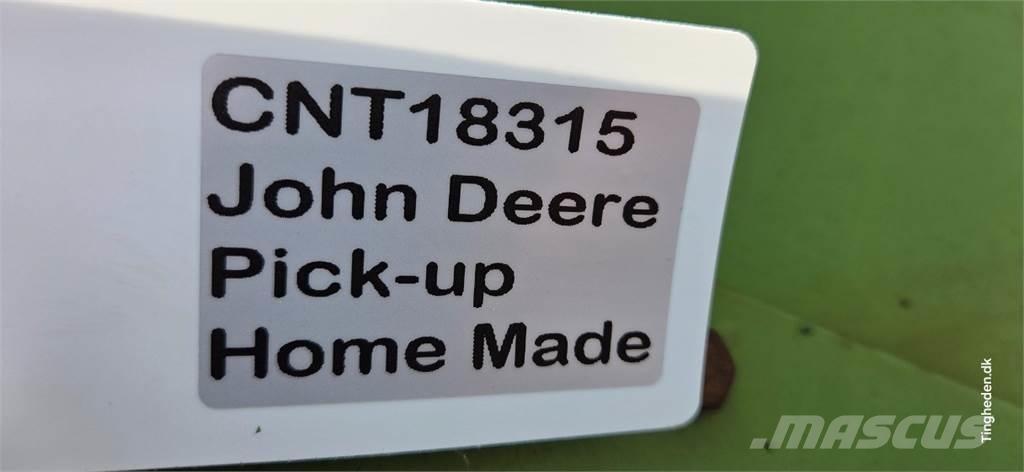 CNT18315
John Deere
Pick-up
Home Made
Tingheden.dk
MASCUS